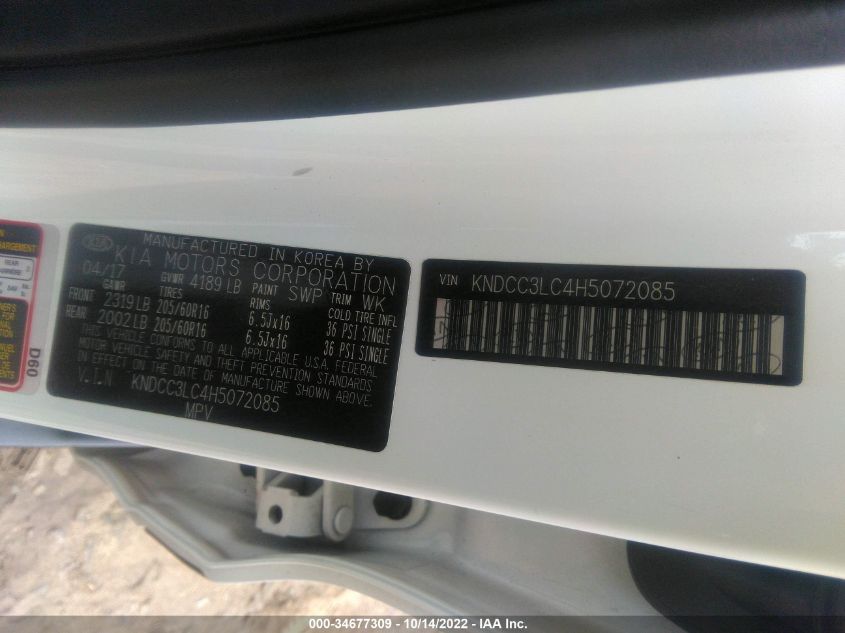 KIA
MANUFACTURED IN KOREA BY
KIA MOTORS CORPORATION
04/17 GVWR 4189 LB PAINT SWP TRIM WK
GAWR TIRES RIMS COLD TIRE INFL
FRONT 2319 LB 205/60R16 6.5JX16 36 PSI SINGLE
REAR 2002 LB 205/60R16 6.5JX16 36 PSI SINGLE
THIS VEHICLE CONFORMS TO ALL APPLICABLE U.S.A. FEDERAL
MOTOR VEHICLE SAFETY AND THEFT PREVENTION STANDARDS
IN EFFECT ON THE DATE OF MANUFACTURE SHOWN ABOVE.
V.I.N KNDCC3LC4H5072085
MPV
VIN KNDCC3LC4H5072085
REAR
D60
000-34677309 - 10/14/2022 - IAA Inc.